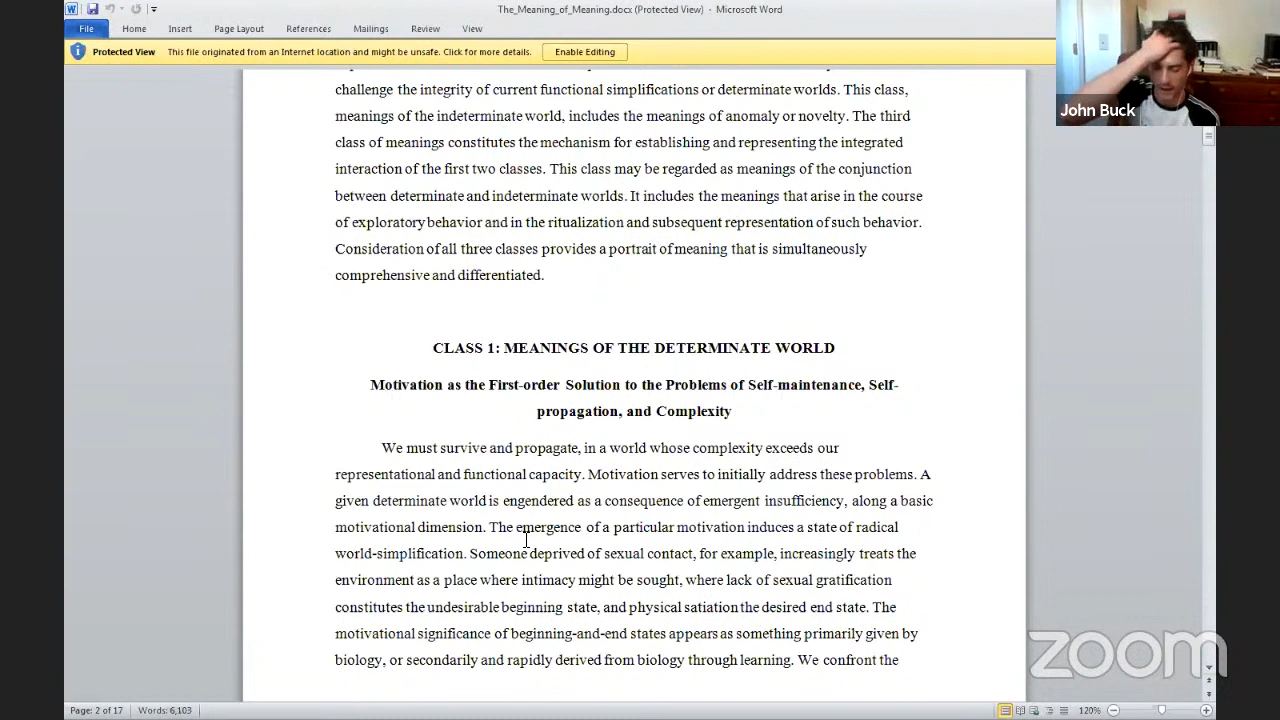 The_Meaning_of_Meaning.docx (Protected View) - Microsoft Word
File Home Insert Page Layout References Mailings Review View
Protected View This file originated from an Internet location and might be unsafe. Click for more details. Enable Editing
John Buck
challenge the integrity of current functional simplifications or determinate worlds. This class,
meanings of the indeterminate world, includes the meanings of anomaly or novelty. The third
class of meanings constitutes the mechanism for establishing and representing the integrated
interaction of the first two classes. This class may be regarded as meanings of the conjunction
between determinate and indeterminate worlds. It includes the meanings that arise in the course
of exploratory behavior and in the ritualization and subsequent representation of such behavior.
Consideration of all three classes provides a portrait of meaning that is simultaneously
comprehensive and differentiated.
CLASS 1: MEANINGS OF THE DETERMINATE WORLD
Motivation as the First-order Solution to the Problems of Self-maintenance, Self-
propagation, and Complexity
We must survive and propagate, in a world whose complexity exceeds our
representational and functional capacity. Motivation serves to initially address these problems. A
given determinate world is engendered as a consequence of emergent insufficiency, along a basic
motivational dimension. The emergence of a particular motivation induces a state of radical
world-simplification. Someone deprived of sexual contact, for example, increasingly treats the
environment as a place where intimacy might be sought, where lack of sexual gratification
constitutes the undesirable beginning state, and physical satiation the desired end state. The
motivational significance of beginning-and-end states appears as something primarily given by
biology, or secondarily and rapidly derived from biology through learning. We confront the
zoom
Page: 2 of 17 Words: 6,103 120%